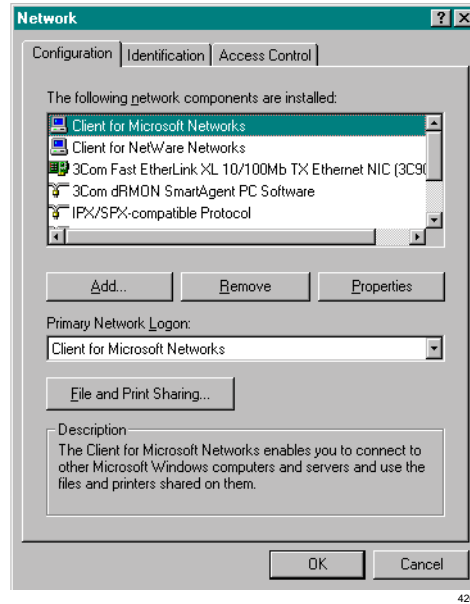 Network
Configuration Identification Access Control
The following network components are installed:
Client for Microsoft Networks
Client for NetWare Networks
3Com Fast EtherLink XL 10/100Mb TX Ethernet NIC (3C90
3Com dRMON SmartAgent PC Software
IPX/SPX-compatible Protocol
Add... Remove Properties
Primary Network Logon:
Client for Microsoft Networks
File and Print Sharing...
Description
The Client for Microsoft Networks enables you to connect to
other Microsoft Windows computers and servers and use the
files and printers shared on them.
OK Cancel
42